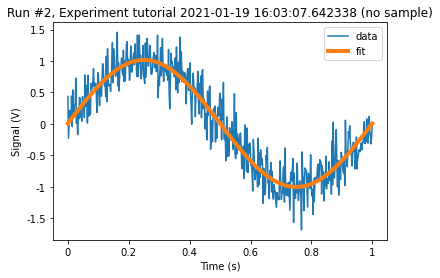 Run #2, Experiment tutorial 2021-01-19 16:03:07.642338 (no sample)
data
fit
Signal (V)
1.5
1
0.5
0
-0.5
-1
-1.5
0
0.2
0.4
0.6
0.8
1
Time (s)